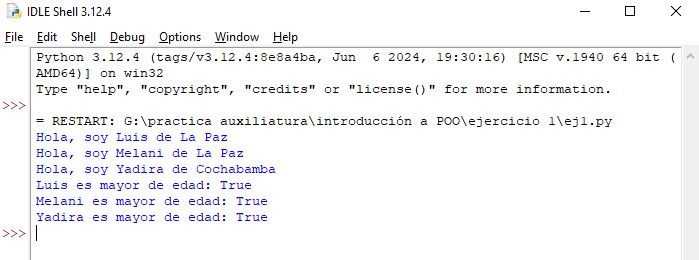 IDLE Shell 3.12.4
File Edit Shell Debug Options Window Help
Python 3.12.4 (tags/v3.12.4:8e8a4ba, Jun  6 2024, 19:30:16) [MSC v.1940 64 bit (
AMD64)] on win32
Type "help", "copyright", "credits" or "license()" for more information.
>>>
= RESTART: G:\practica auxiliatura\introducción a POO\ejercicio 1\ej1.py
Hola, soy Luis de La Paz
Hola, soy Melani de La Paz
Hola, soy Yadira de Cochabamba
Luis es mayor de edad: True
Melani es mayor de edad: True
Yadira es mayor de edad: True
>>>